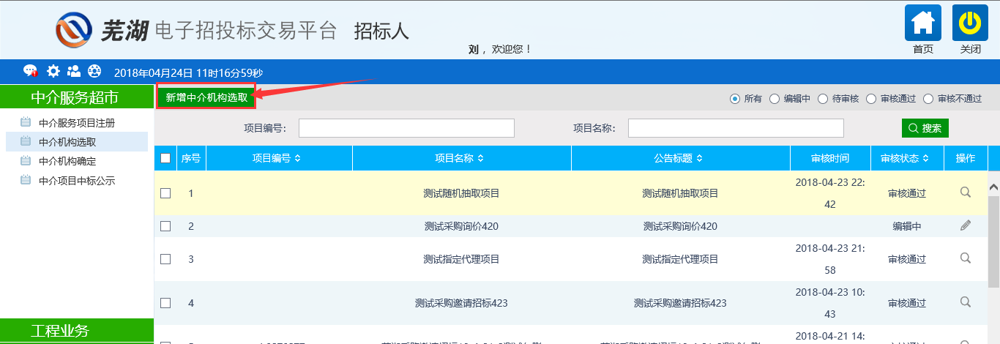 芜湖 电子招投标交易平台 招标人
刘 ，欢迎您！
首页
关闭
2018年04月24日 11时16分59秒
中介服务超市
中介服务项目注册
中介机构选取
中介机构确定
中介项目中标公示
工程业务
新增中介机构选取
所有 编辑中 待审核 审核通过 审核不通过
项目编号： 项目名称： 搜索
序号 项目编号 项目名称 公告标题 审核时间 审核状态 操作
1 测试随机抽取项目 测试随机抽取项目 2018-04-23 22:42 审核通过
2 测试采购询价420 测试采购询价420 编辑中
3 测试指定代理项目 测试指定代理项目 2018-04-23 21:58 审核通过
4 测试采购邀请招标423 测试采购邀请招标423 2018-04-23 10:43 审核通过
2018-04-21 14: